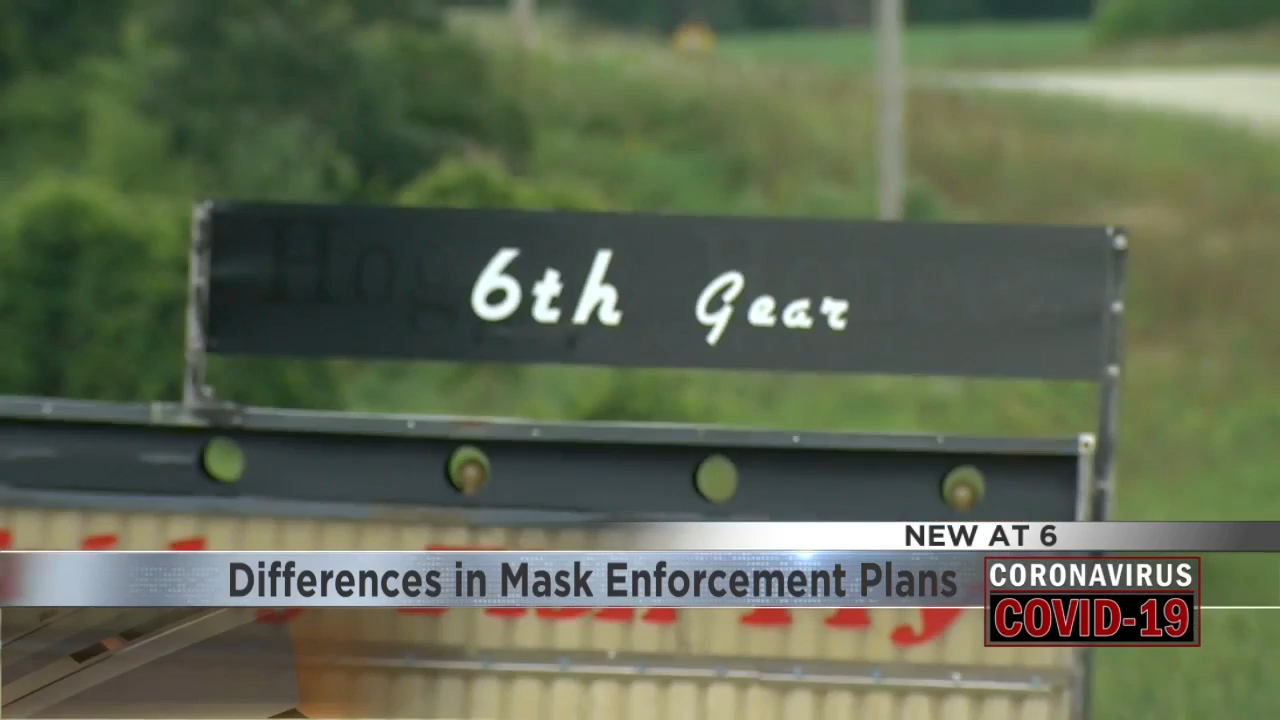 6th Gear
NEW AT 6
Differences in Mask Enforcement Plans
CORONAVIRUS
COVID-19